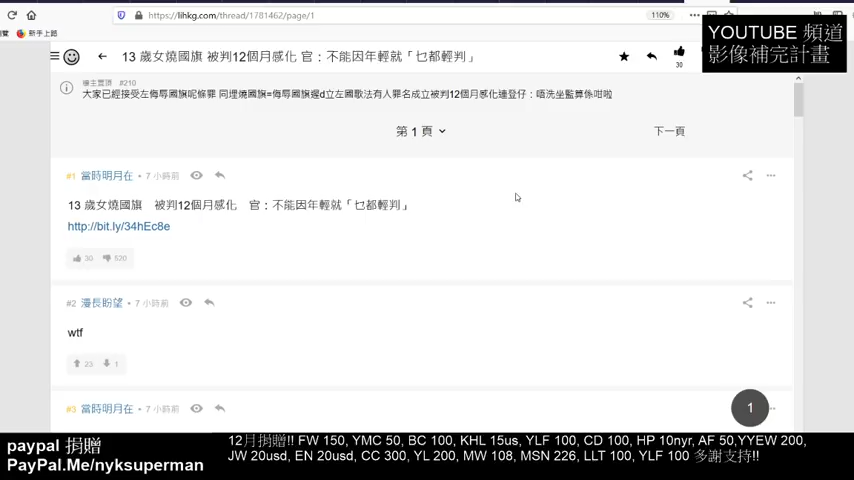 https://lihkg.com/thread/1781462/page/1
110%
新手上路
YOUTUBE 頻道
影像補完計畫
13 歲女燒國旗 被判12個月感化 官：不能因年輕就「乜都輕判」
30
樓主置頂 #210
大家已經接受左侮辱國旗呢條罪 同埋燒國旗=侮辱國旗遲d立左國歌法有人罪名成立被判12個月感化連登仔：唔洗坐監算係咁啦
第 1 頁
下一頁
#1 當時明月在 • 7 小時前
13 歲女燒國旗　被判12個月感化　官：不能因年輕就「乜都輕判」
http://bit.ly/34hEc8e
30 520
#2 漫長盼望 • 7 小時前
wtf
23 1
#3 當時明月在 • 7 小時前
1
paypal 捐贈
PayPal.Me/nyksuperman
12月捐贈!! FW 150, YMC 50, BC 100, KHL 15us, YLF 100, CD 100, HP 10nyr, AF 50,YYEW 200,
JW 20usd, EN 20usd, CC 300, YL 200, MW 108, MSN 226, LLT 100, YLF 100 多謝支持!!